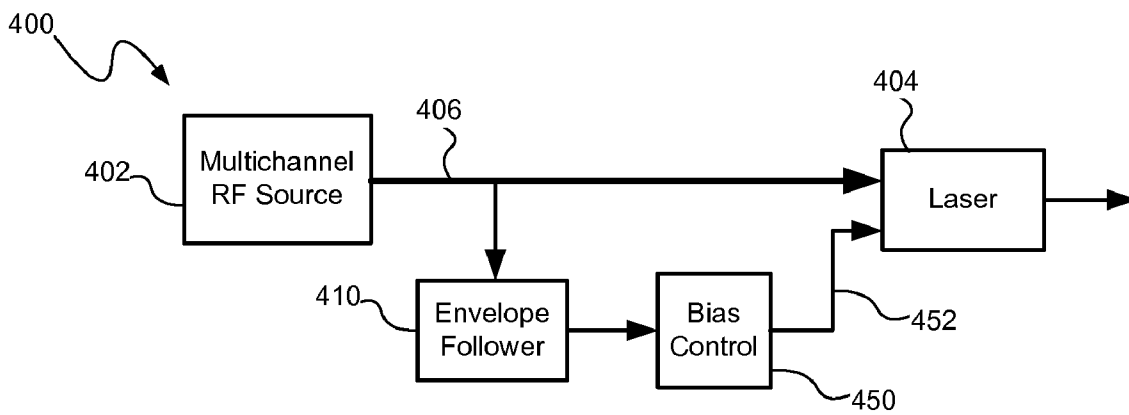 400
406
404
402
Multichannel
RF Source
Laser
410
Envelope
Follower
Bias
Control
452
450